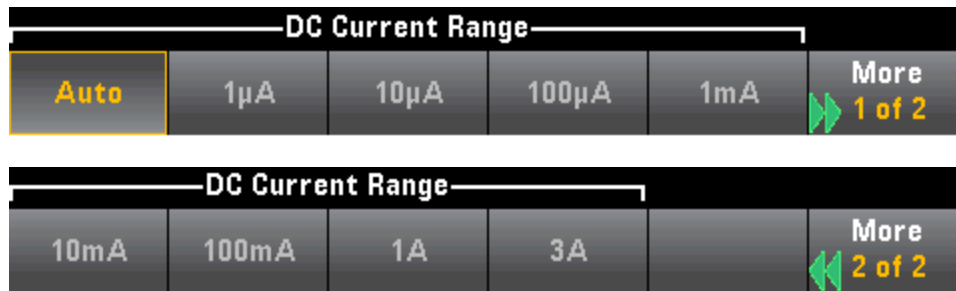 DC Current Range
Auto 1µA 10µA 100µA 1mA More
1 of 2
DC Current Range
10mA 100mA 1A 3A More
2 of 2